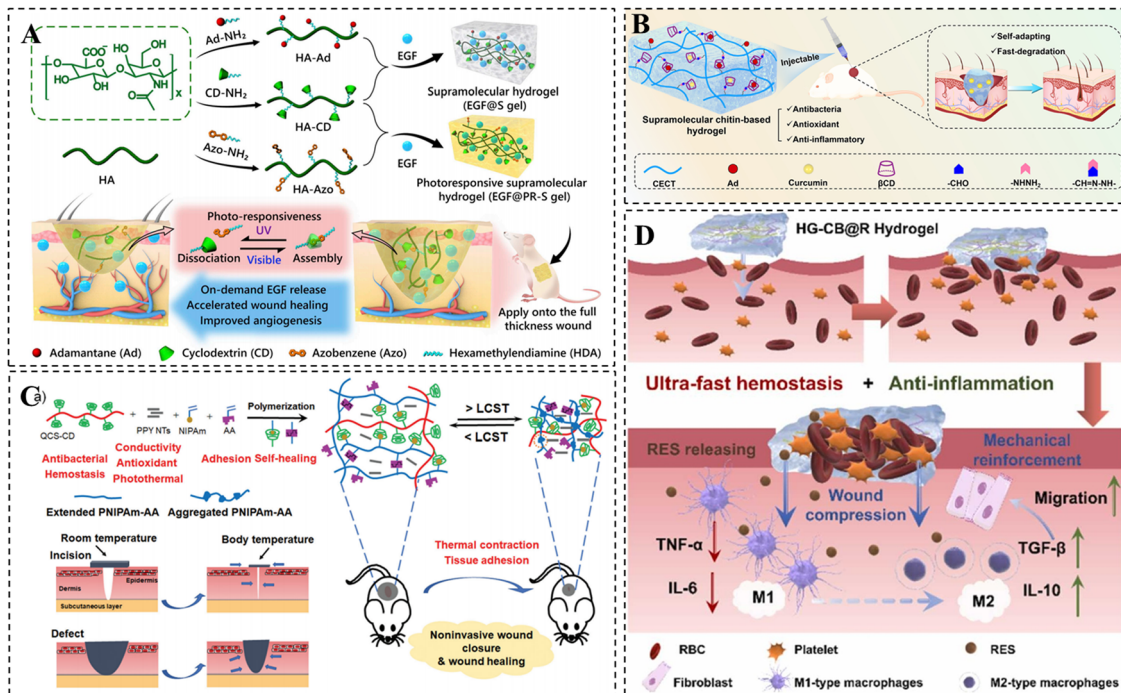 A
COO⁻
OH
OH
O
O
HO
O
HO
O
OH
NH
O
x
HA
Ad-NH₂
HA-Ad
CD-NH₂
HA-CD
Azo-NH₂
HA-Azo
EGF
EGF
Supramolecular hydrogel
(EGF@S gel)
Photoresponsive supramolecular
hydrogel (EGF@PR-S gel)
Photo-responsiveness
UV
Dissociation
Assembly
Visible
On-demand EGF release
Accelerated wound healing
Improved angiogenesis
Apply onto the full
thickness wound
Adamantane (Ad)
Cyclodextrin (CD)
Azobenzene (Azo)
Hexamethylendiamine (HDA)
B
Injectable
✓Self-adapting
✓Fast-degradation
Supramolecular chitin-based
hydrogel
✓Antibacteria
✓Antioxidant
✓Anti-inflammatory
CECT
Ad
Curcumin
βCD
-CHO
-NHNH₂
-CH=N-NH-
C
a)
+
+
+
QCS-CD
PPY NTs
NIPAm
AA
Polymerization
Antibacterial
Hemostasis
Conductivity
Antioxidant
Photothermal
Adhesion
Self-healing
> LCST
< LCST
Extended PNIPAm-AA
Aggregated PNIPAm-AA
Room temperature
Body temperature
Incision
Epidermis
Dermis
Subcutaneous layer
Defect
Thermal contraction
Tissue adhesion
Noninvasive wound
closure
& wound healing
D
HG-CB@R Hydrogel
Ultra-fast hemostasis + Anti-inflammation
RES releasing
Mechanical
reinforcement
Wound
compression
Migration
TNF-α
TGF-β
IL-6
IL-10
M1
M2
RBC
Platelet
RES
Fibroblast
M1-type macrophages
M2-type macrophages